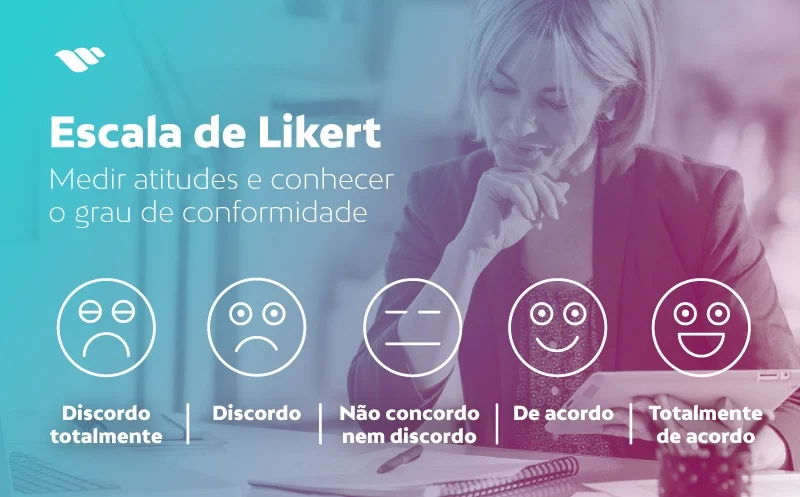 Escala de Likert
Medir atitudes e conhecer
o grau de conformidade
Discordo
totalmente
Discordo
Não concordo
nem discordo
De acordo
Totalmente
de acordo